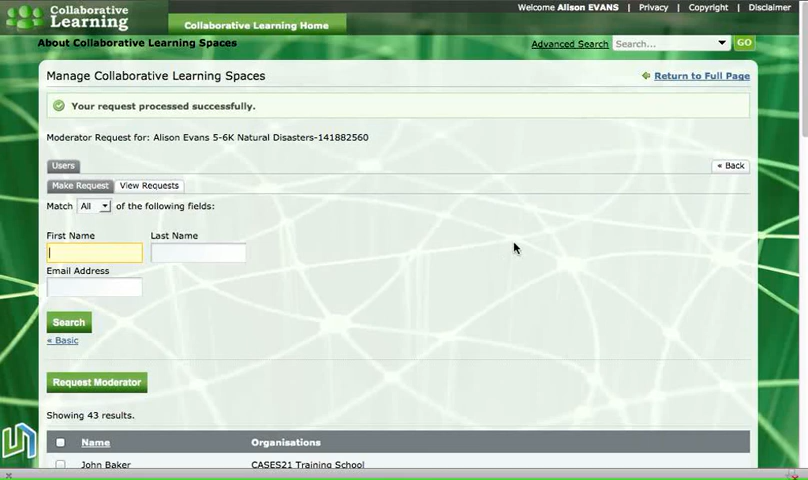 Collaborative
Learning
Collaborative Learning Home
Welcome Alison EVANS | Privacy | Copyright | Disclaimer
About Collaborative Learning Spaces
Advanced Search Search... GO
Manage Collaborative Learning Spaces
Return to Full Page
Your request processed successfully.
Moderator Request for: Alison Evans 5-6K Natural Disasters-141882560
Users
« Back
Make Request View Requests
Match All of the following fields:
First Name Last Name
Email Address
Search
« Basic
Request Moderator
Showing 43 results.
Name Organisations
John Baker CASES21 Training School